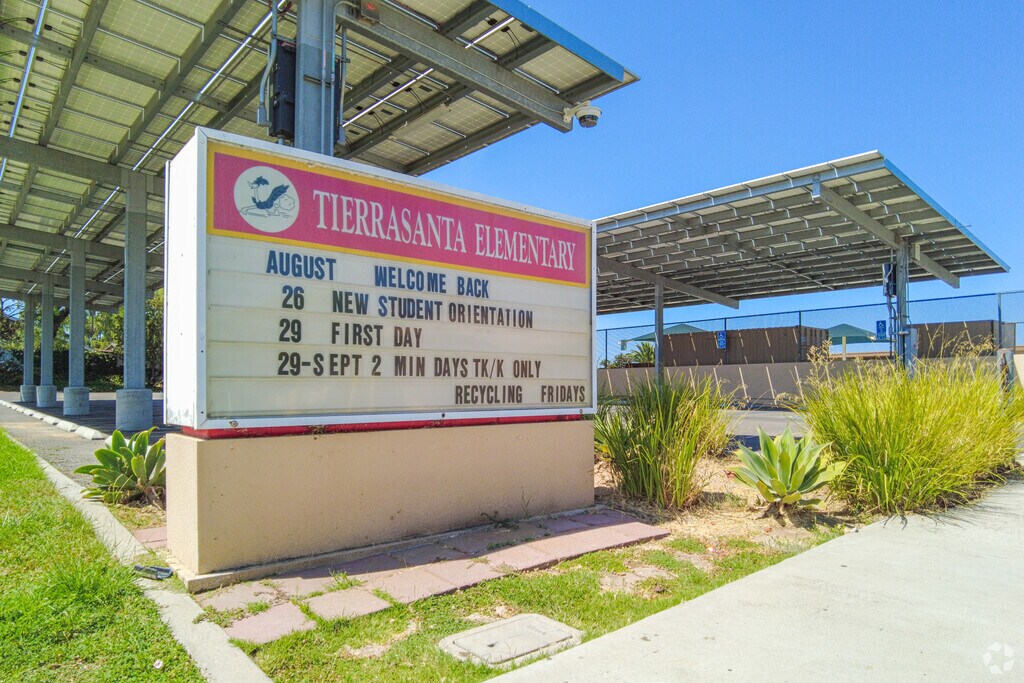 TIERRASANTA ELEMENTARY
AUGUST WELCOME BACK
26 NEW STUDENT ORIENTATION
29 FIRST DAY
29-SEPT 2 MIN DAYS TK/K ONLY
RECYCLING FRIDAYS